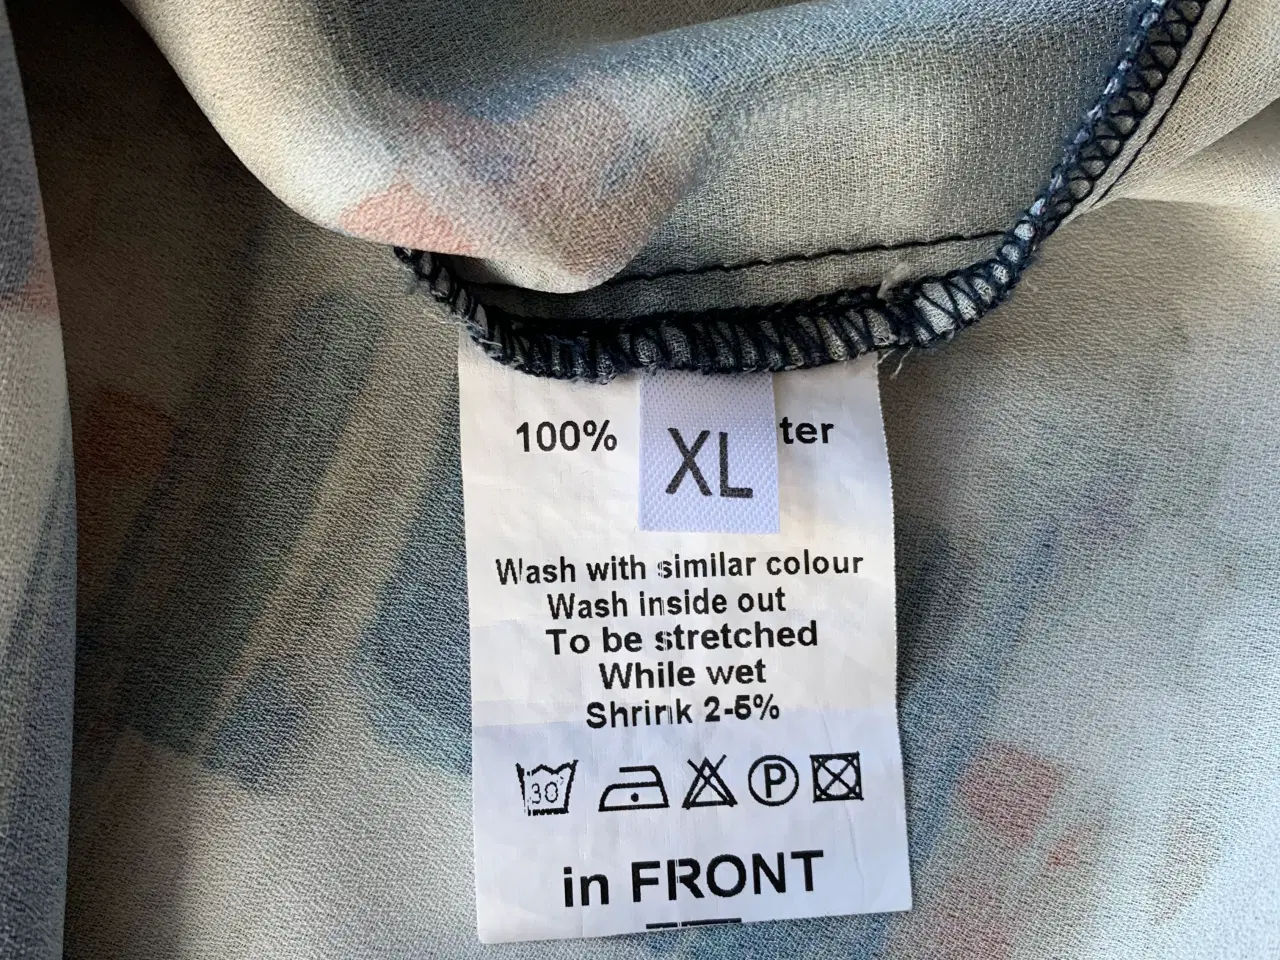 100% XL ter
Wash with similar colour
Wash inside out
To be stretched
While wet
Shrink 2-5%
30 P
in FRONT